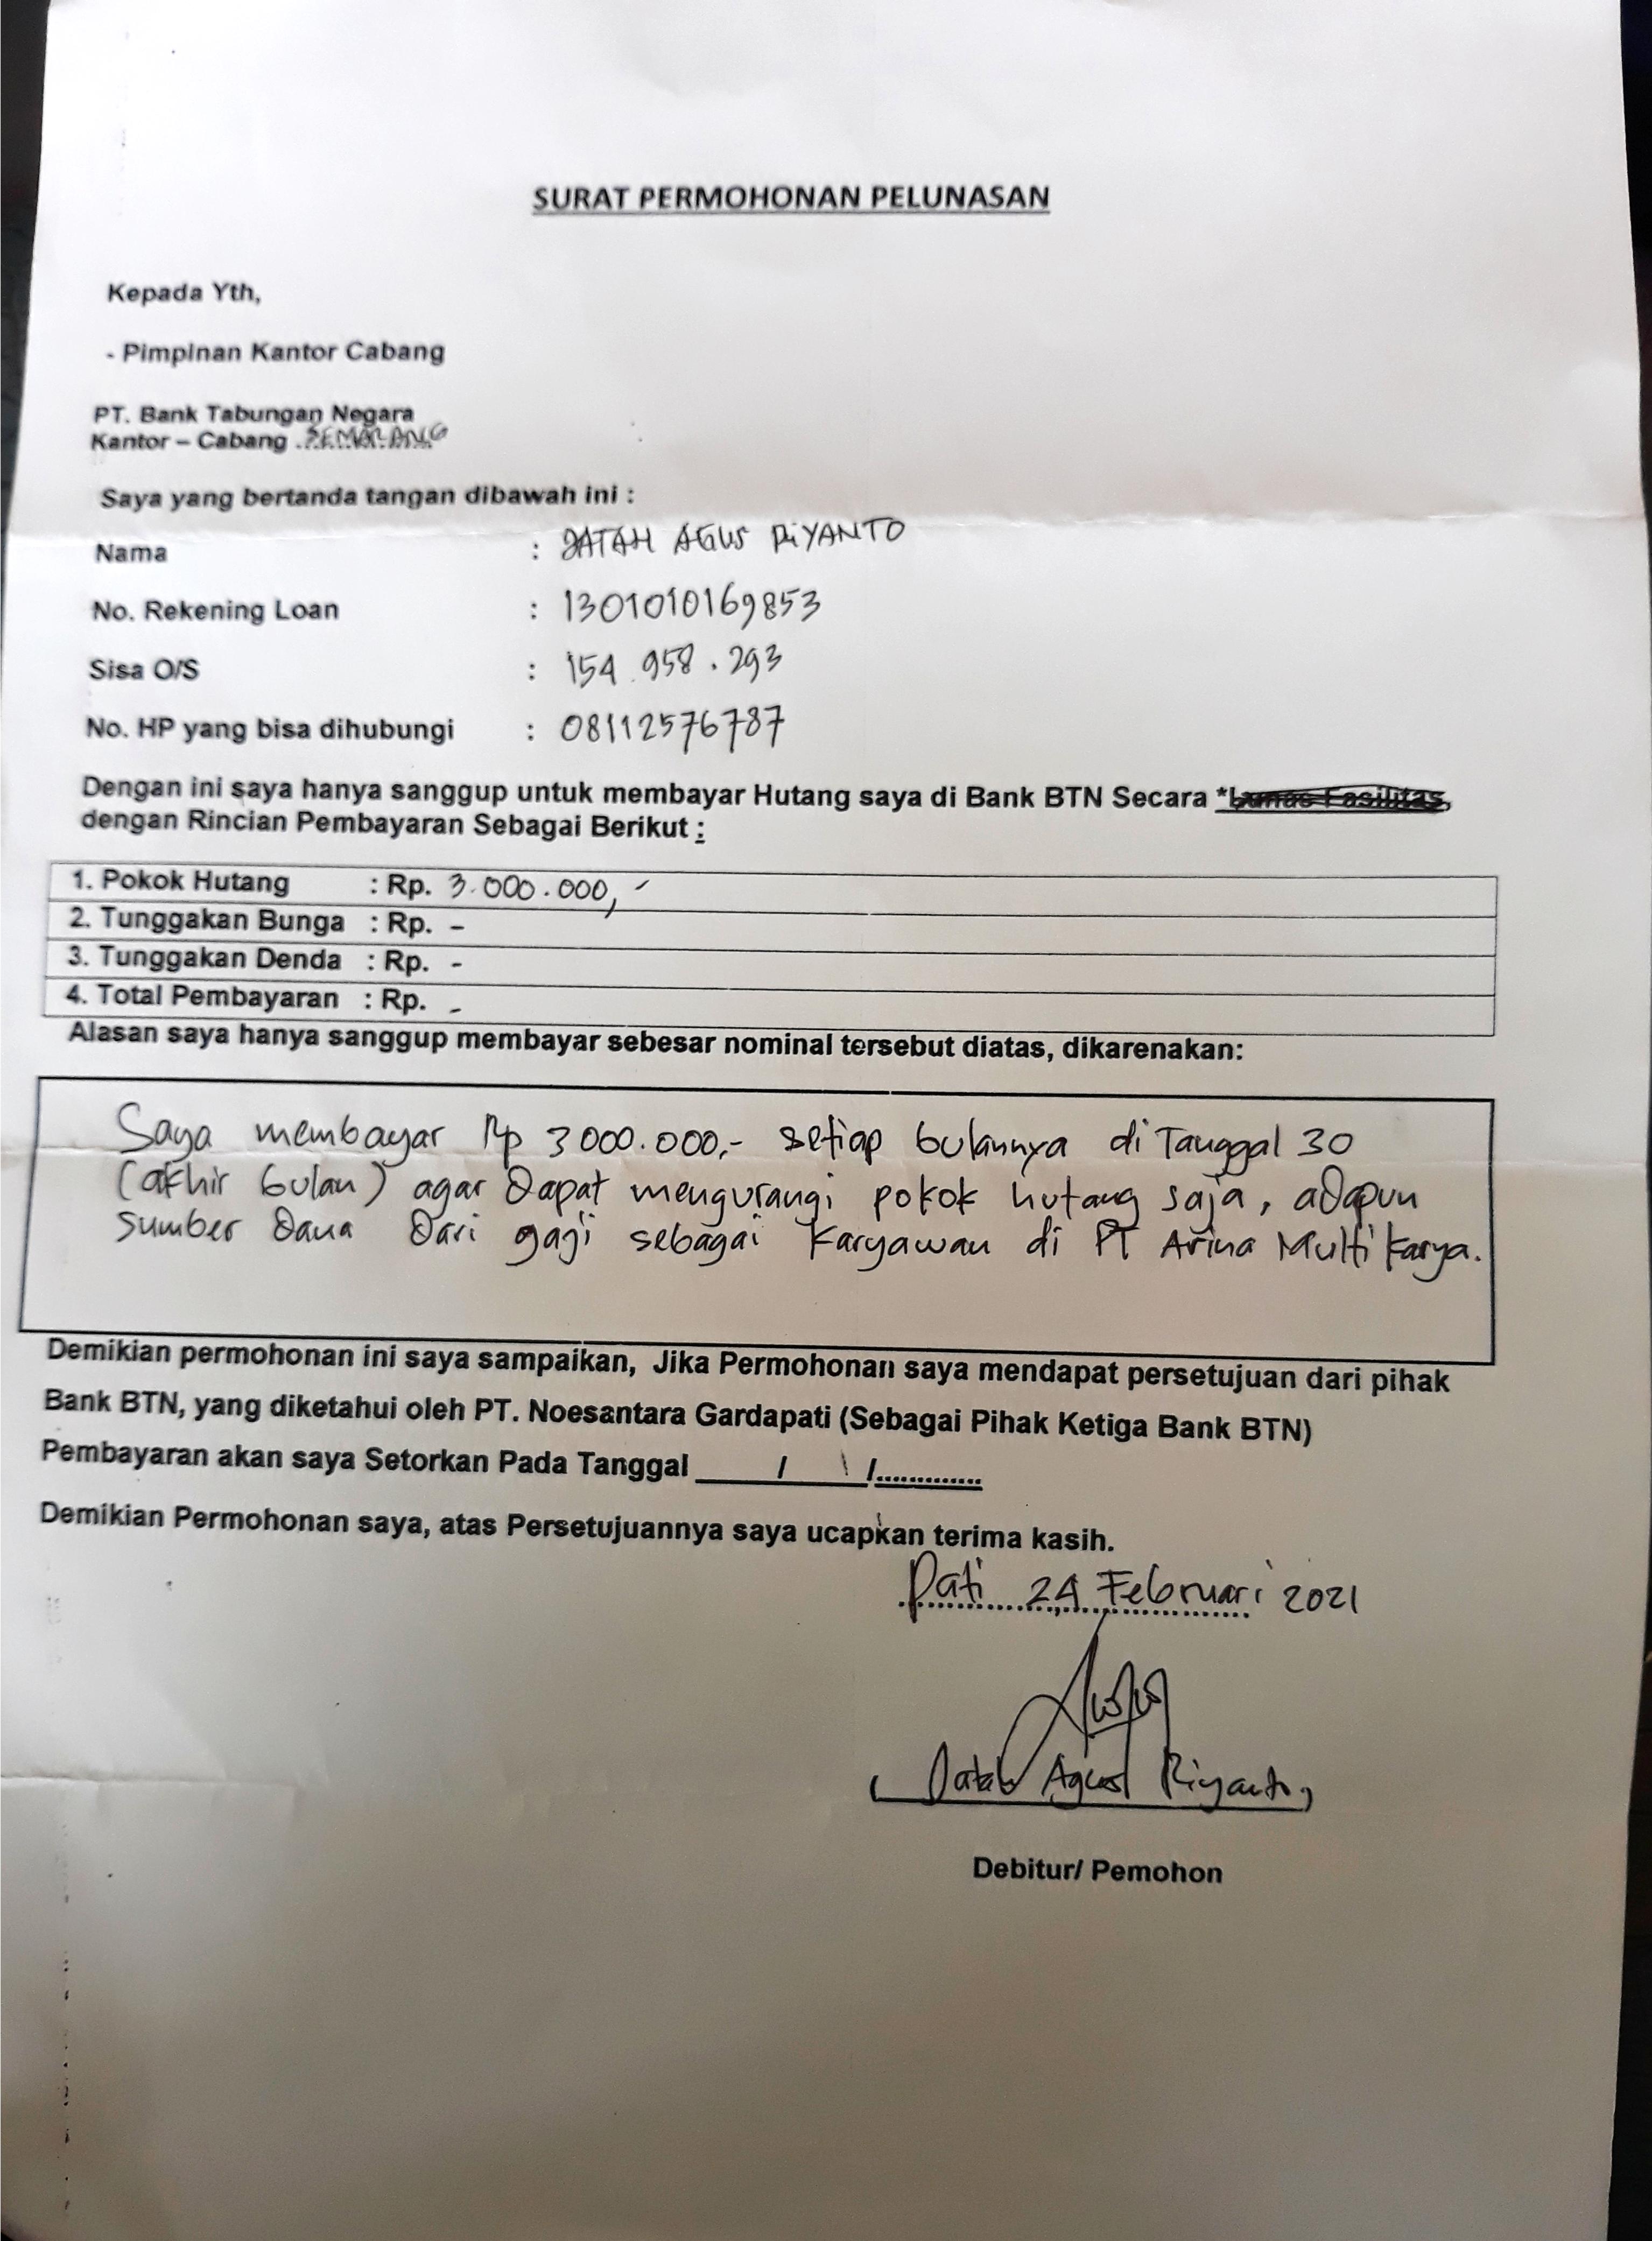 SURAT PERMOHONAN PELUNASAN
Kepada Yth,
- Pimpinan Kantor Cabang
PT. Bank Tabungan Negara
Kantor – Cabang .SEMARANG
Saya yang bertanda tangan dibawah ini :
Nama : DATAH AGUS RiYANTO
No. Rekening Loan : 1301010169853
Sisa O/S : 154.958.293
No. HP yang bisa dihubungi : 08112576787
Dengan ini saya hanya sanggup untuk membayar Hutang saya di Bank BTN Secara *Lunas Fasilitas,
dengan Rincian Pembayaran Sebagai Berikut :
1. Pokok Hutang : Rp. 3.000.000,-
2. Tunggakan Bunga : Rp. -
3. Tunggakan Denda : Rp. -
4. Total Pembayaran : Rp. -
Alasan saya hanya sanggup membayar sebesar nominal tersebut diatas, dikarenakan:
Saya membayar Rp 3000.000,- setiap bulannya di Tanggal 30
(akhir bulan) agar Dapat mengurangi pokok hutang saja, aDapun
sumber Dana Dari gaji sebagai Karyawan di PT Arina Multi Karya.
Demikian permohonan ini saya sampaikan, Jika Permohonan saya mendapat persetujuan dari pihak
Bank BTN, yang diketahui oleh PT. Noesantara Gardapati (Sebagai Pihak Ketiga Bank BTN)
Pembayaran akan saya Setorkan Pada Tanggal _____/ \ /.............
Demikian Permohonan saya, atas Persetujuannya saya ucapkan terima kasih.
Pati 24 Februari 2021
( Datah Agus Riyanto )
Debitur/ Pemohon